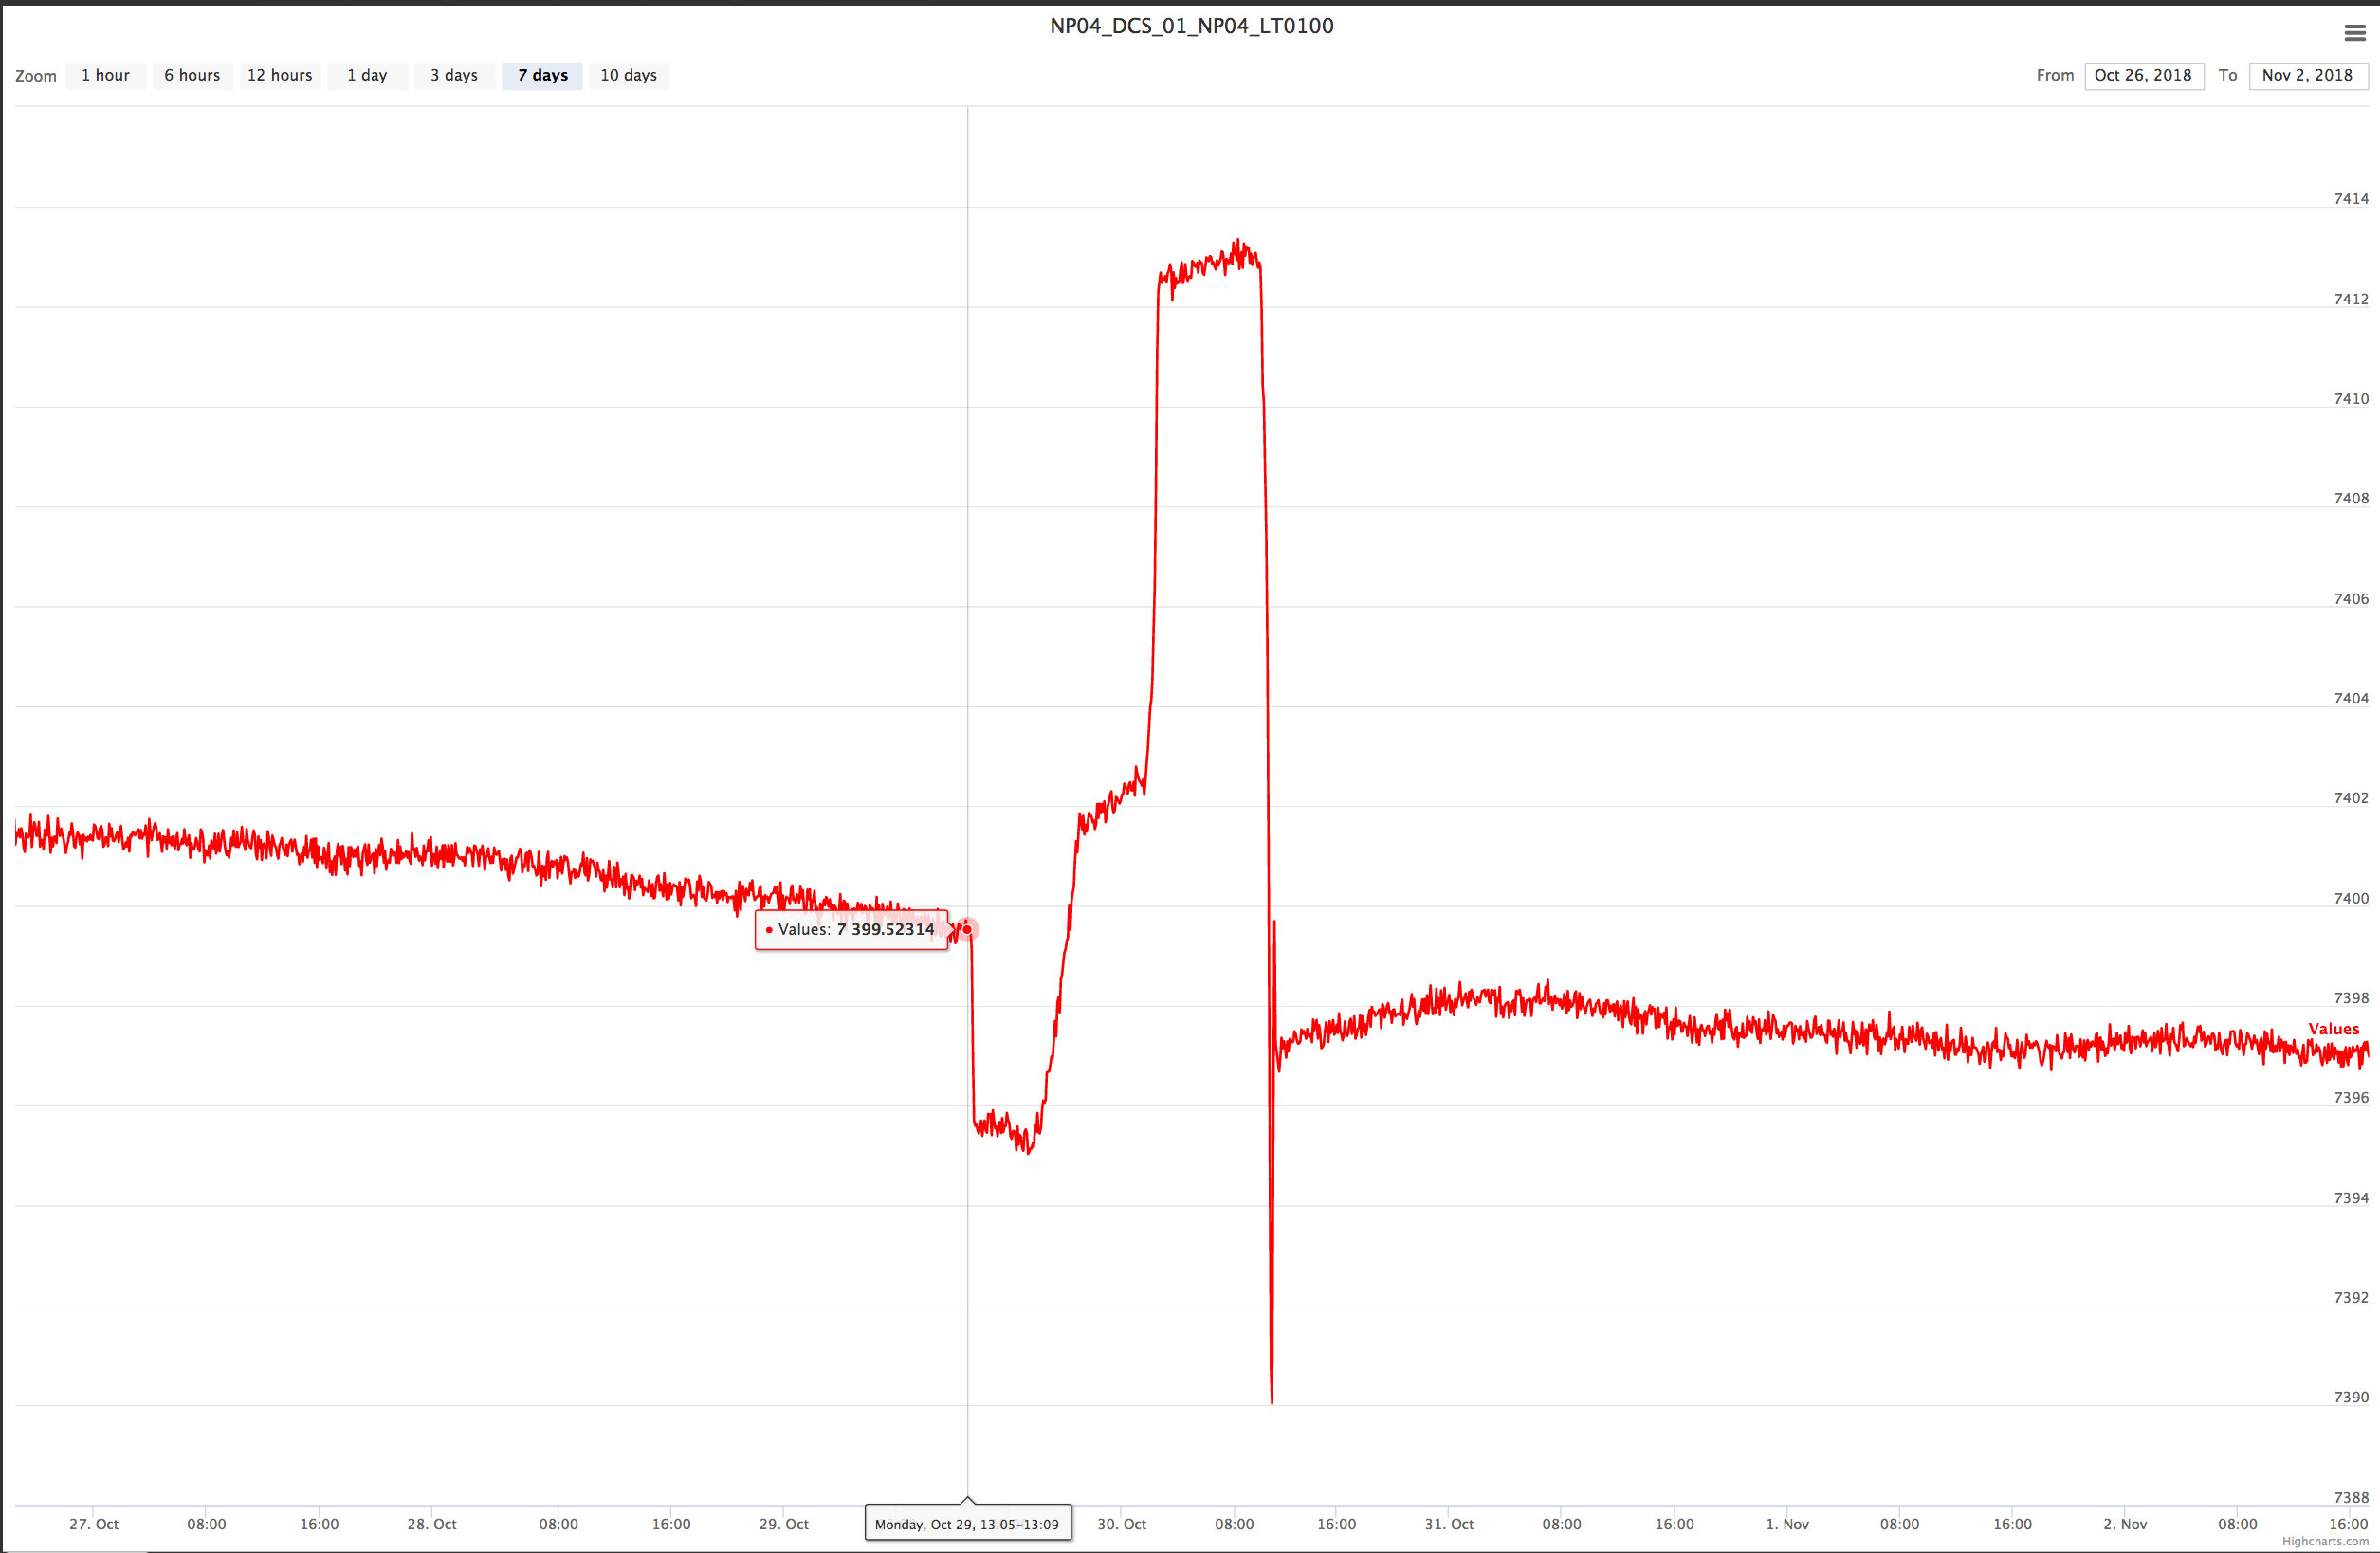 NP04_DCS_01_NP04_LT0100
Zoom 1 hour 6 hours 12 hours 1 day 3 days 7 days 10 days From Oct 26, 2018 To Nov 2, 2018
7414
7412
7410
7408
7406
7404
7402
7400
Values: 7 399.52314
7398
Values
7396
7394
7392
7390
7388
27. Oct 08:00 16:00 28. Oct 08:00 16:00 29. Oct Monday, Oct 29, 13:05-13:09 30. Oct 08:00 16:00 31. Oct 08:00 16:00 1. Nov 08:00 16:00 2. Nov 08:00 16:00
Highcharts.com